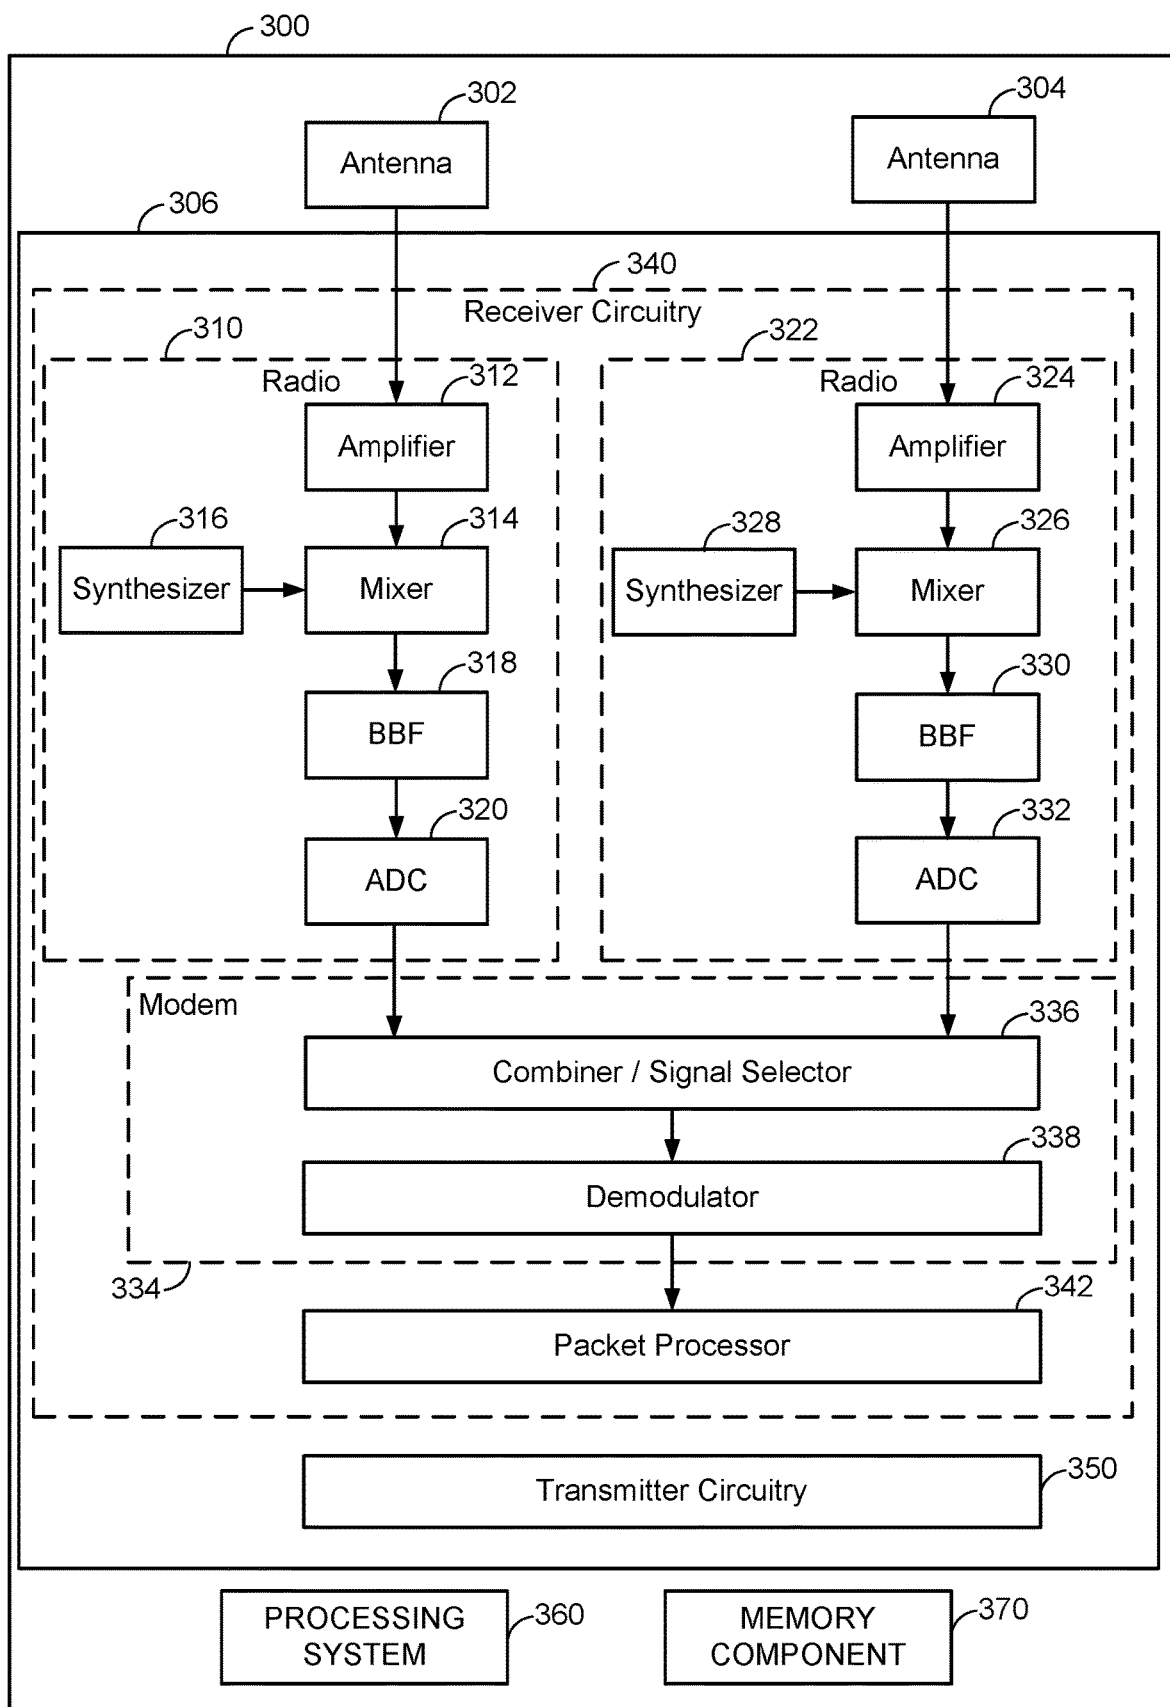 300
302
304
Antenna
Antenna
306
340
Receiver Circuitry
310
322
Radio
312
Radio
324
Amplifier
Amplifier
316
314
328
326
Synthesizer
Mixer
Synthesizer
Mixer
318
330
BBF
BBF
320
332
ADC
ADC
Modem
336
Combiner / Signal Selector
338
Demodulator
334
342
Packet Processor
350
Transmitter Circuitry
PROCESSING
SYSTEM
360
MEMORY
COMPONENT
370